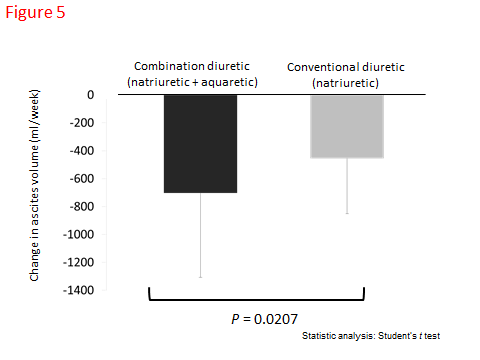 Figure 5
Combination diuretic
(natriuretic + aquaretic)
Conventional diuretic
(natriuretic)
Change in ascites volume (ml/week)
0
-200
-400
-600
-800
-1000
-1200
-1400
P = 0.0207
Statistic analysis: Student's t test